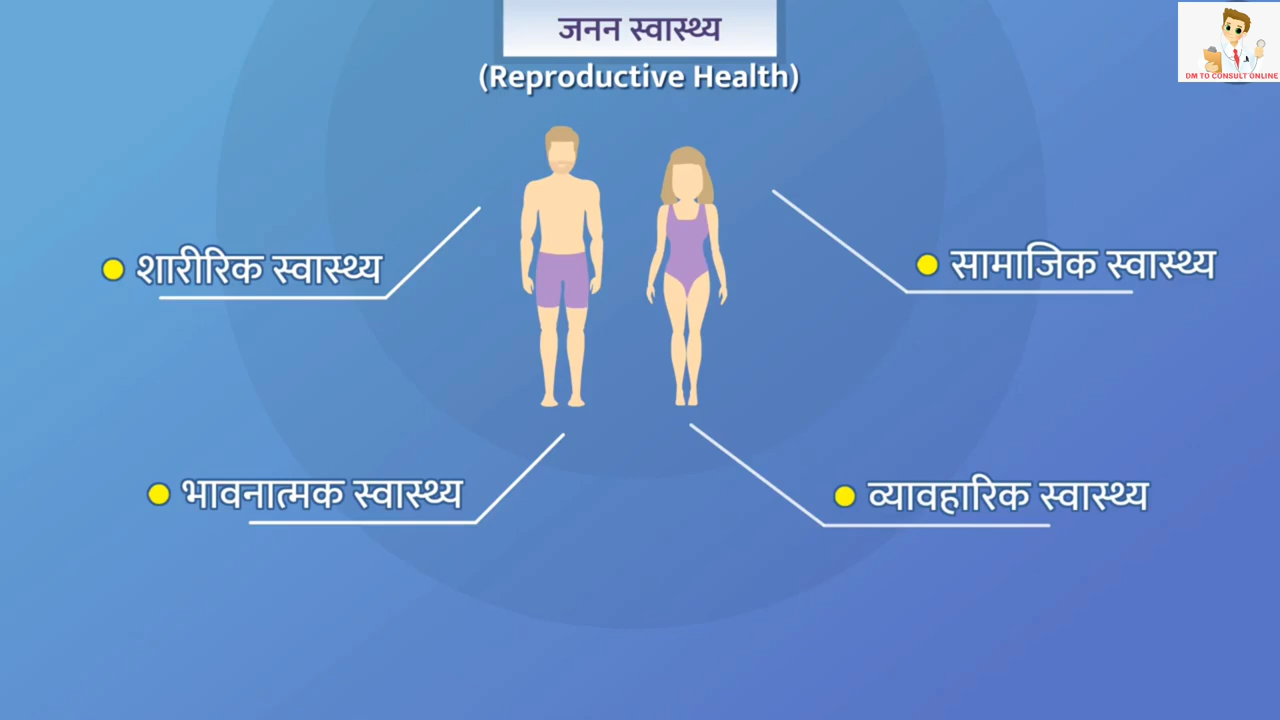 जनन स्वास्थ्य
(Reproductive Health)
DM TO CONSULT ONLINE
शारीरिक स्वास्थ्य
सामाजिक स्वास्थ्य
भावनात्मक स्वास्थ्य
व्यावहारिक स्वास्थ्य